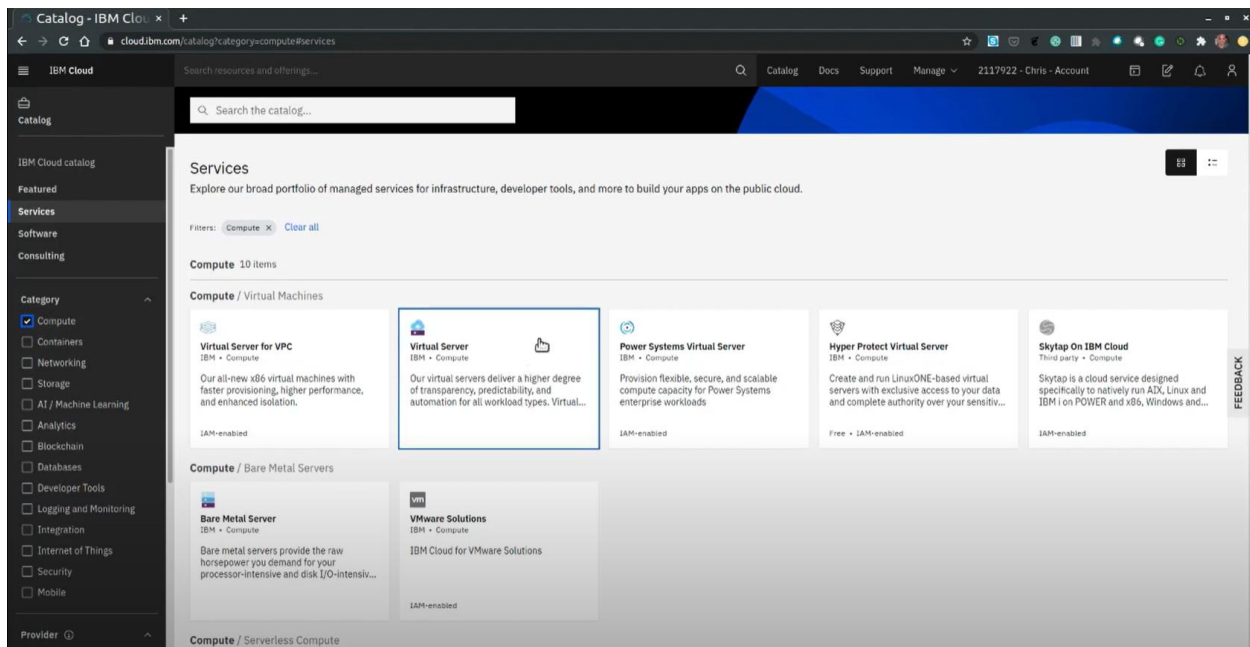 Catalog - IBM Clou
cloud.ibm.com/catalog?category=compute#services
IBM Cloud
Search resources and offerings...
Catalog
Docs
Support
Manage
2117922 - Chris - Account
Catalog
Search the catalog...
IBM Cloud catalog
Featured
Services
Software
Consulting
Category
Compute
Containers
Networking
Storage
AI / Machine Learning
Analytics
Blockchain
Databases
Developer Tools
Logging and Monitoring
Integration
Internet of Things
Security
Mobile
Provider
Services
Explore our broad portfolio of managed services for infrastructure, developer tools, and more to build your apps on the public cloud.
Filters: Compute × Clear all
Compute 10 items
Compute / Virtual Machines
Virtual Server for VPC
IBM • Compute
Our all-new x86 virtual machines with
faster provisioning, higher performance,
and enhanced isolation.
IAM-enabled
Virtual Server
IBM • Compute
Our virtual servers deliver a higher degree
of transparency, predictability, and
automation for all workload types. Virtual...
Power Systems Virtual Server
IBM • Compute
Provision flexible, secure, and scalable
compute capacity for Power Systems
enterprise workloads
IAM-enabled
Hyper Protect Virtual Server
IBM • Compute
Create and run LinuxONE-based virtual
servers with exclusive access to your data
and complete authority over your sensitiv...
Free • IAM-enabled
Skytap On IBM Cloud
Third party • Compute
Skytap is a cloud service designed
specifically to natively run AIX, Linux and
IBM i on POWER and x86, Windows and...
IAM-enabled
Compute / Bare Metal Servers
Bare Metal Server
IBM • Compute
Bare metal servers provide the raw
horsepower you demand for your
processor-intensive and disk I/O-intensiv...
vm
VMware Solutions
IBM • Compute
IBM Cloud for VMware Solutions
IAM-enabled
Compute / Serverless Compute
FEEDBACK